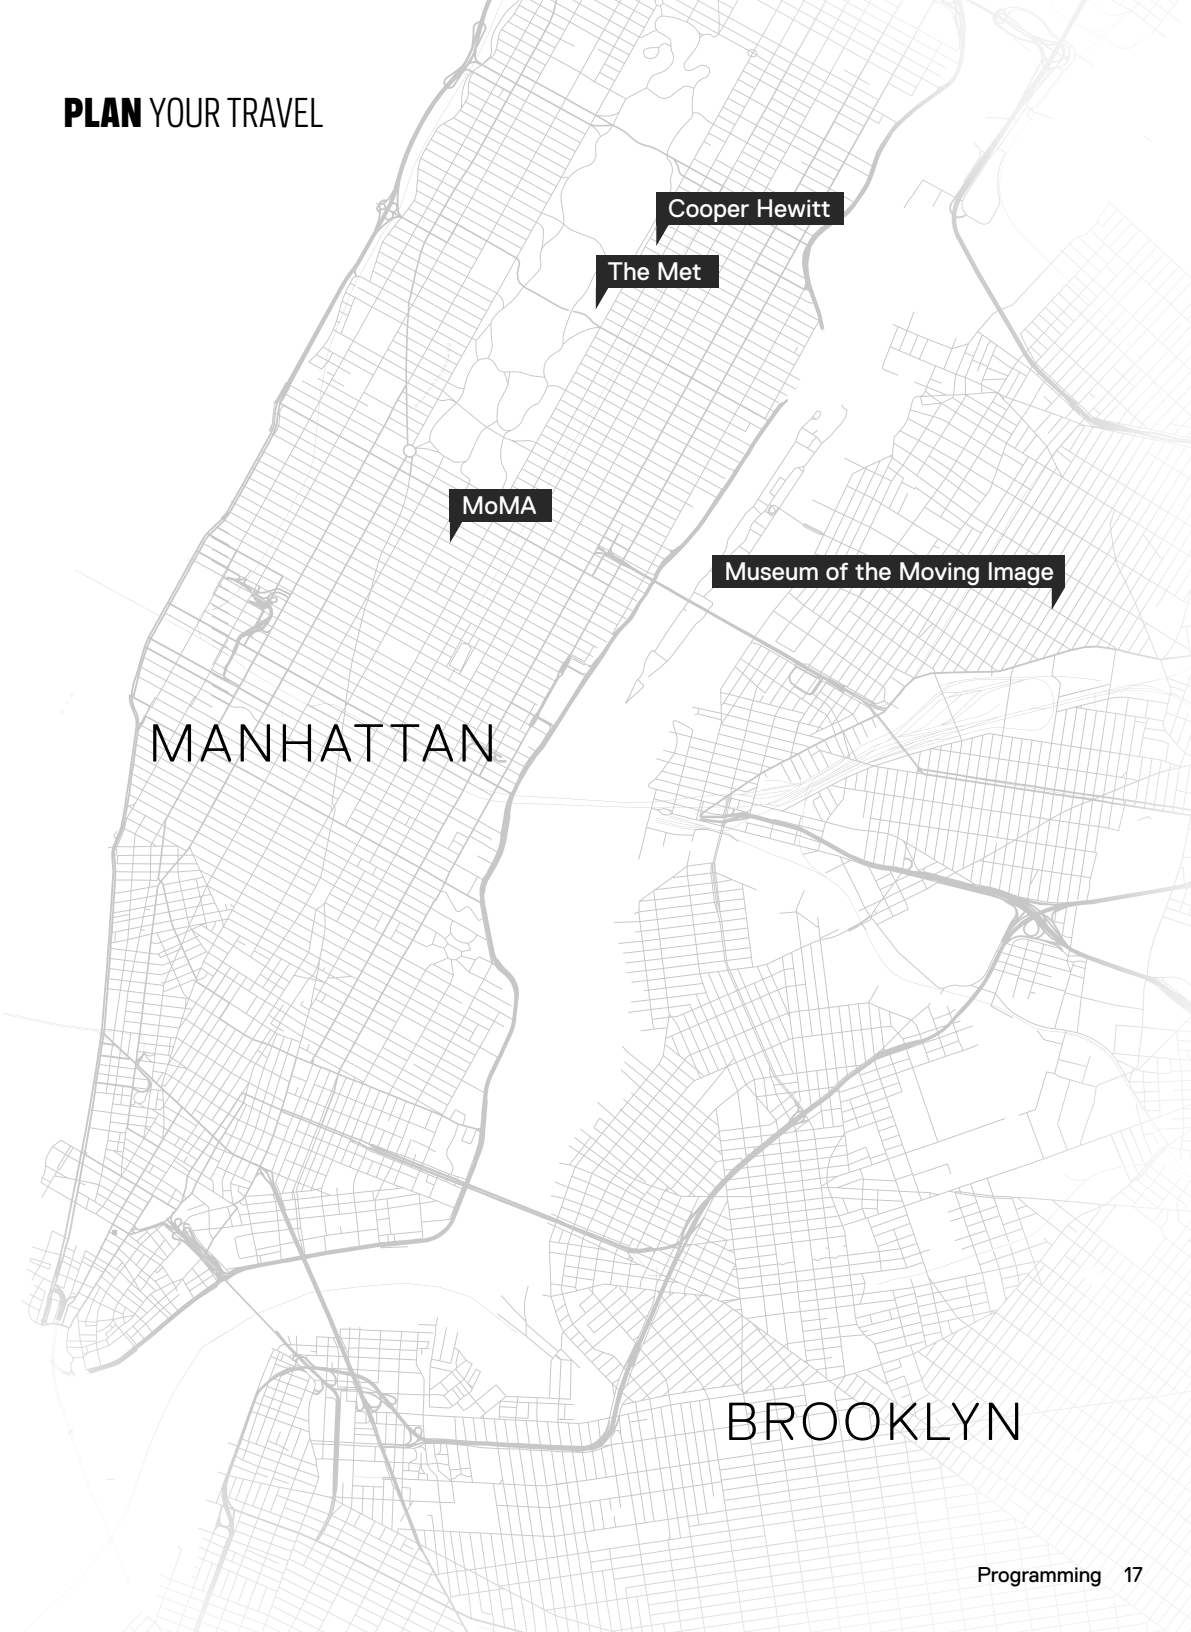 PLAN YOUR TRAVEL
Cooper Hewitt
The Met
MoMA
Museum of the Moving Image
MANHATTAN
BROOKLYN
Programming 17